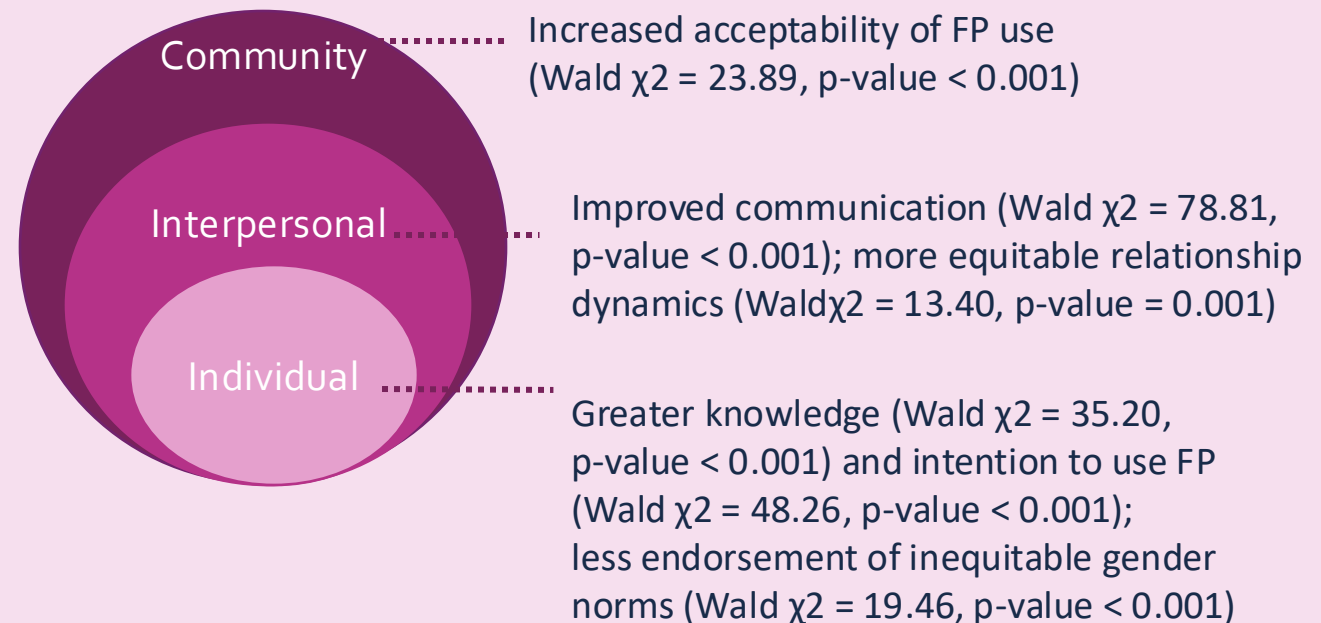 Community
Increased acceptability of FP use
(Wald χ2 = 23.89, p-value < 0.001)
Interpersonal
Improved communication (Wald χ2 = 78.81,
p-value < 0.001); more equitable relationship
dynamics (Waldχ2 = 13.40, p-value = 0.001)
Individual
Greater knowledge (Wald χ2 = 35.20,
p-value < 0.001) and intention to use FP
(Wald χ2 = 48.26, p-value < 0.001);
less endorsement of inequitable gender
norms (Wald χ2 = 19.46, p-value < 0.001)